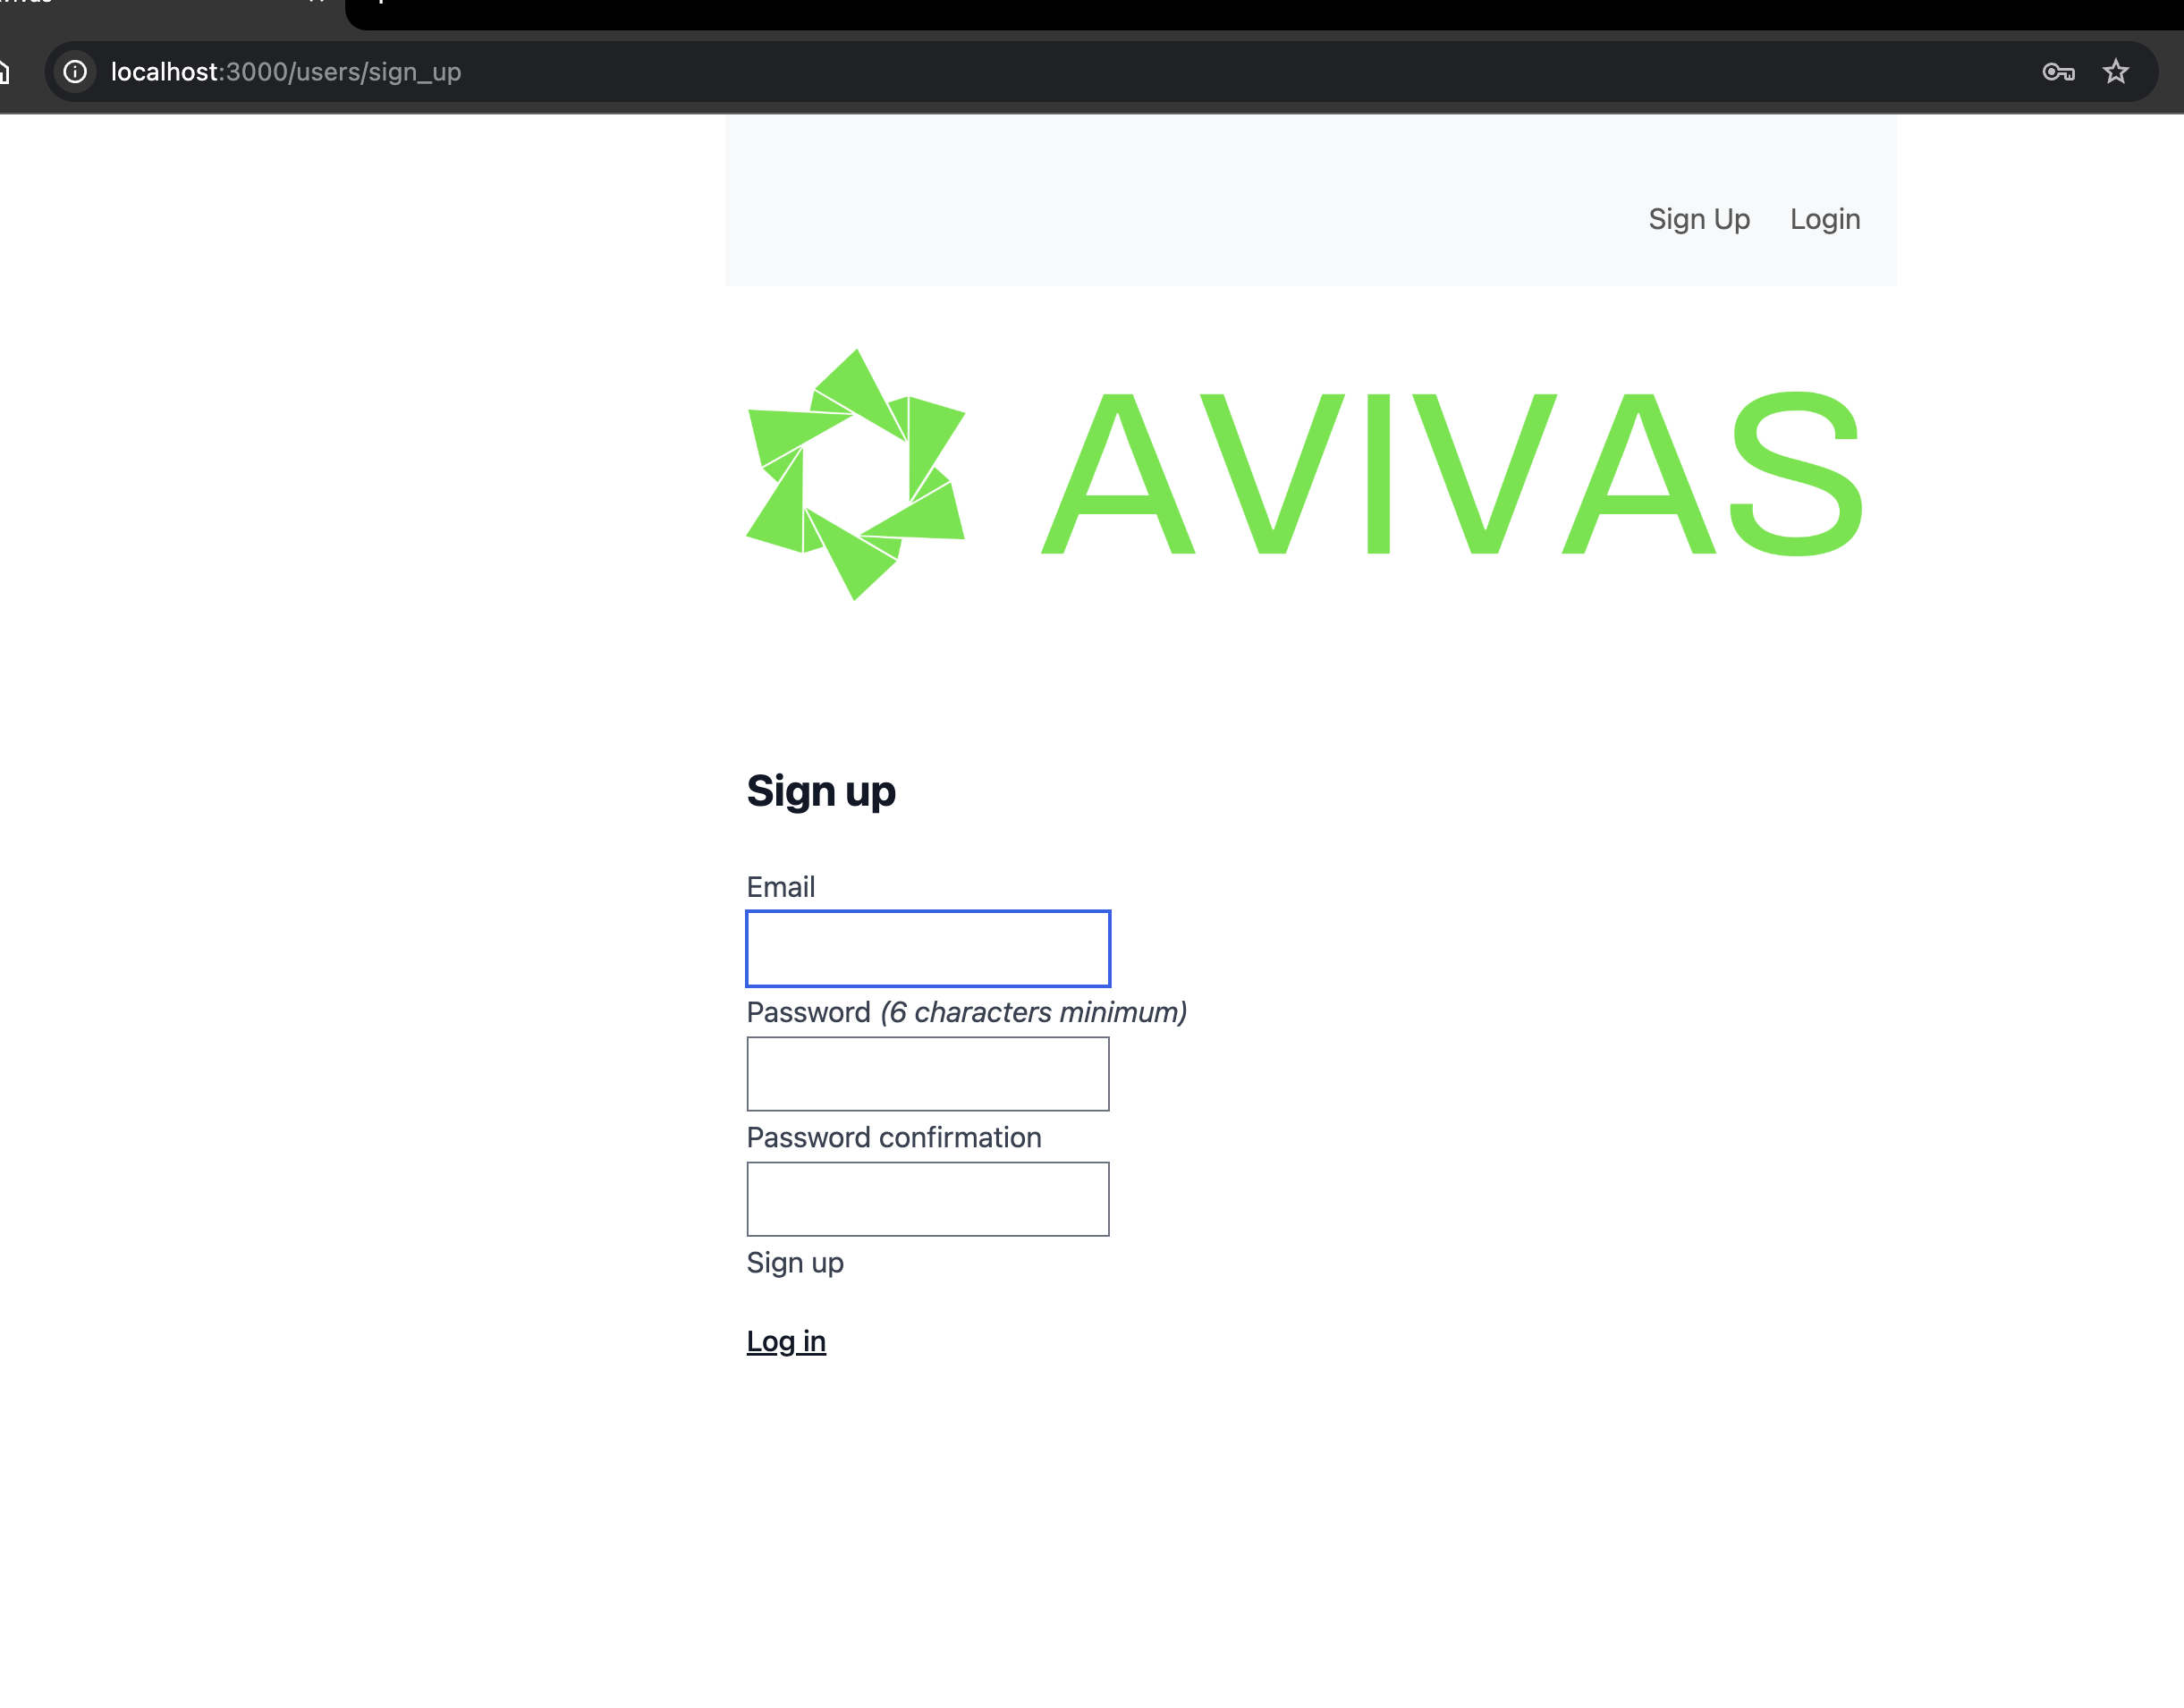 localhost:3000/users/sign_up
Sign Up Login
AVIVAS
Sign up
Email
Password (6 characters minimum)
Password confirmation
Sign up
Log in